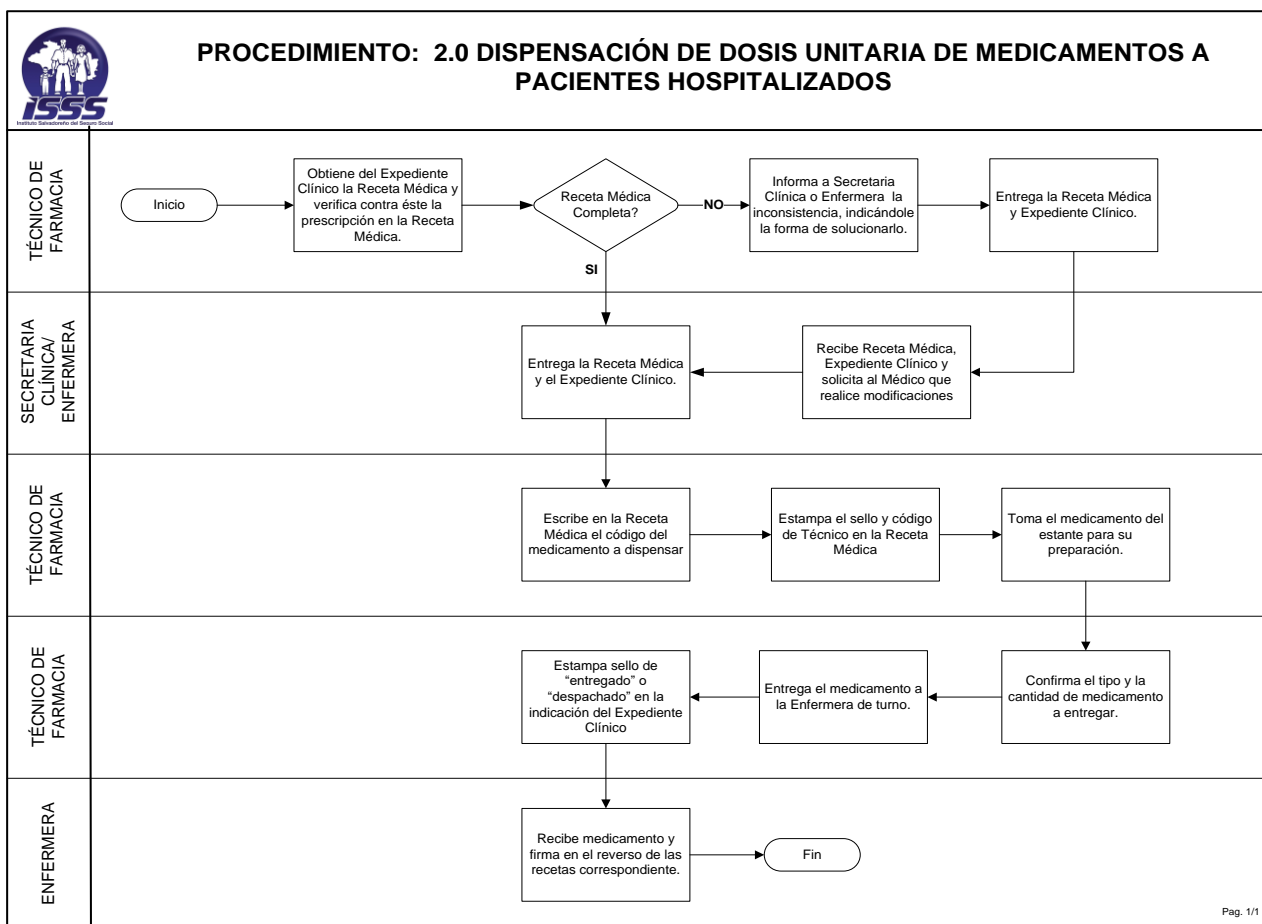 PROCEDIMIENTO: 2.0 DISPENSACIÓN DE DOSIS UNITARIA DE MEDICAMENTOS A
PACIENTES HOSPITALIZADOS
ISSS
Instituto Salvadoreño del Seguro Social
TÉCNICO DE
FARMACIA
Inicio
Obtiene del Expediente
Clínico la Receta Médica y
verifica contra éste la
prescripción en la Receta
Médica.
Receta Médica
Completa?
NO
SI
Informa a Secretaria
Clínica o Enfermera la
inconsistencia, indicándole
la forma de solucionarlo.
Entrega la Receta Médica
y Expediente Clínico.
SECRETARIA
CLÍNICA/
ENFERMERA
Entrega la Receta Médica
y el Expediente Clínico.
Recibe Receta Médica,
Expediente Clínico y
solicita al Médico que
realice modificaciones
TÉCNICO DE
FARMACIA
Escribe en la Receta
Médica el código del
medicamento a dispensar
Estampa el sello y código
de Técnico en la Receta
Médica
Toma el medicamento del
estante para su
preparación.
TÉCNICO DE
FARMACIA
Estampa sello de
“entregado” o
“despachado” en la
indicación del Expediente
Clínico
Entrega el medicamento a
la Enfermera de turno.
Confirma el tipo y la
cantidad de medicamento
a entregar.
ENFERMERA
Recibe medicamento y
firma en el reverso de las
recetas correspondiente.
Fin
Pag. 1/1